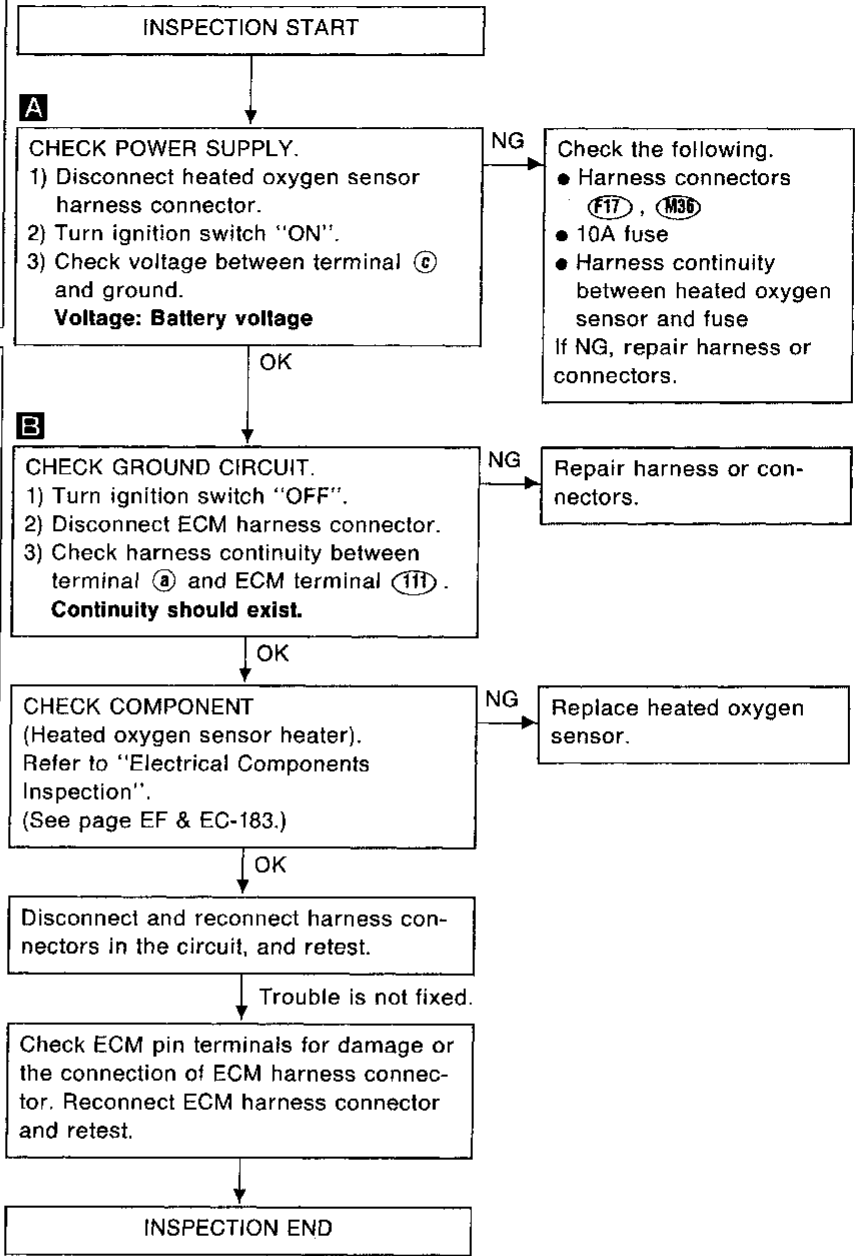 INSPECTION START
A
CHECK POWER SUPPLY.
1) Disconnect heated oxygen sensor
harness connector.
2) Turn ignition switch "ON".
3) Check voltage between terminal ⓒ
and ground.
Voltage: Battery voltage
NG
Check the following.
● Harness connectors
F17 , M36
● 10A fuse
● Harness continuity
between heated oxygen
sensor and fuse
If NG, repair harness or
connectors.
OK
B
CHECK GROUND CIRCUIT.
1) Turn ignition switch "OFF".
2) Disconnect ECM harness connector.
3) Check harness continuity between
terminal ⓐ and ECM terminal 111 .
Continuity should exist.
NG
Repair harness or con-
nectors.
OK
CHECK COMPONENT
(Heated oxygen sensor heater).
Refer to "Electrical Components
Inspection".
(See page EF & EC-183.)
NG
Replace heated oxygen
sensor.
OK
Disconnect and reconnect harness con-
nectors in the circuit, and retest.
Trouble is not fixed.
Check ECM pin terminals for damage or
the connection of ECM harness connec-
tor. Reconnect ECM harness connector
and retest.
INSPECTION END